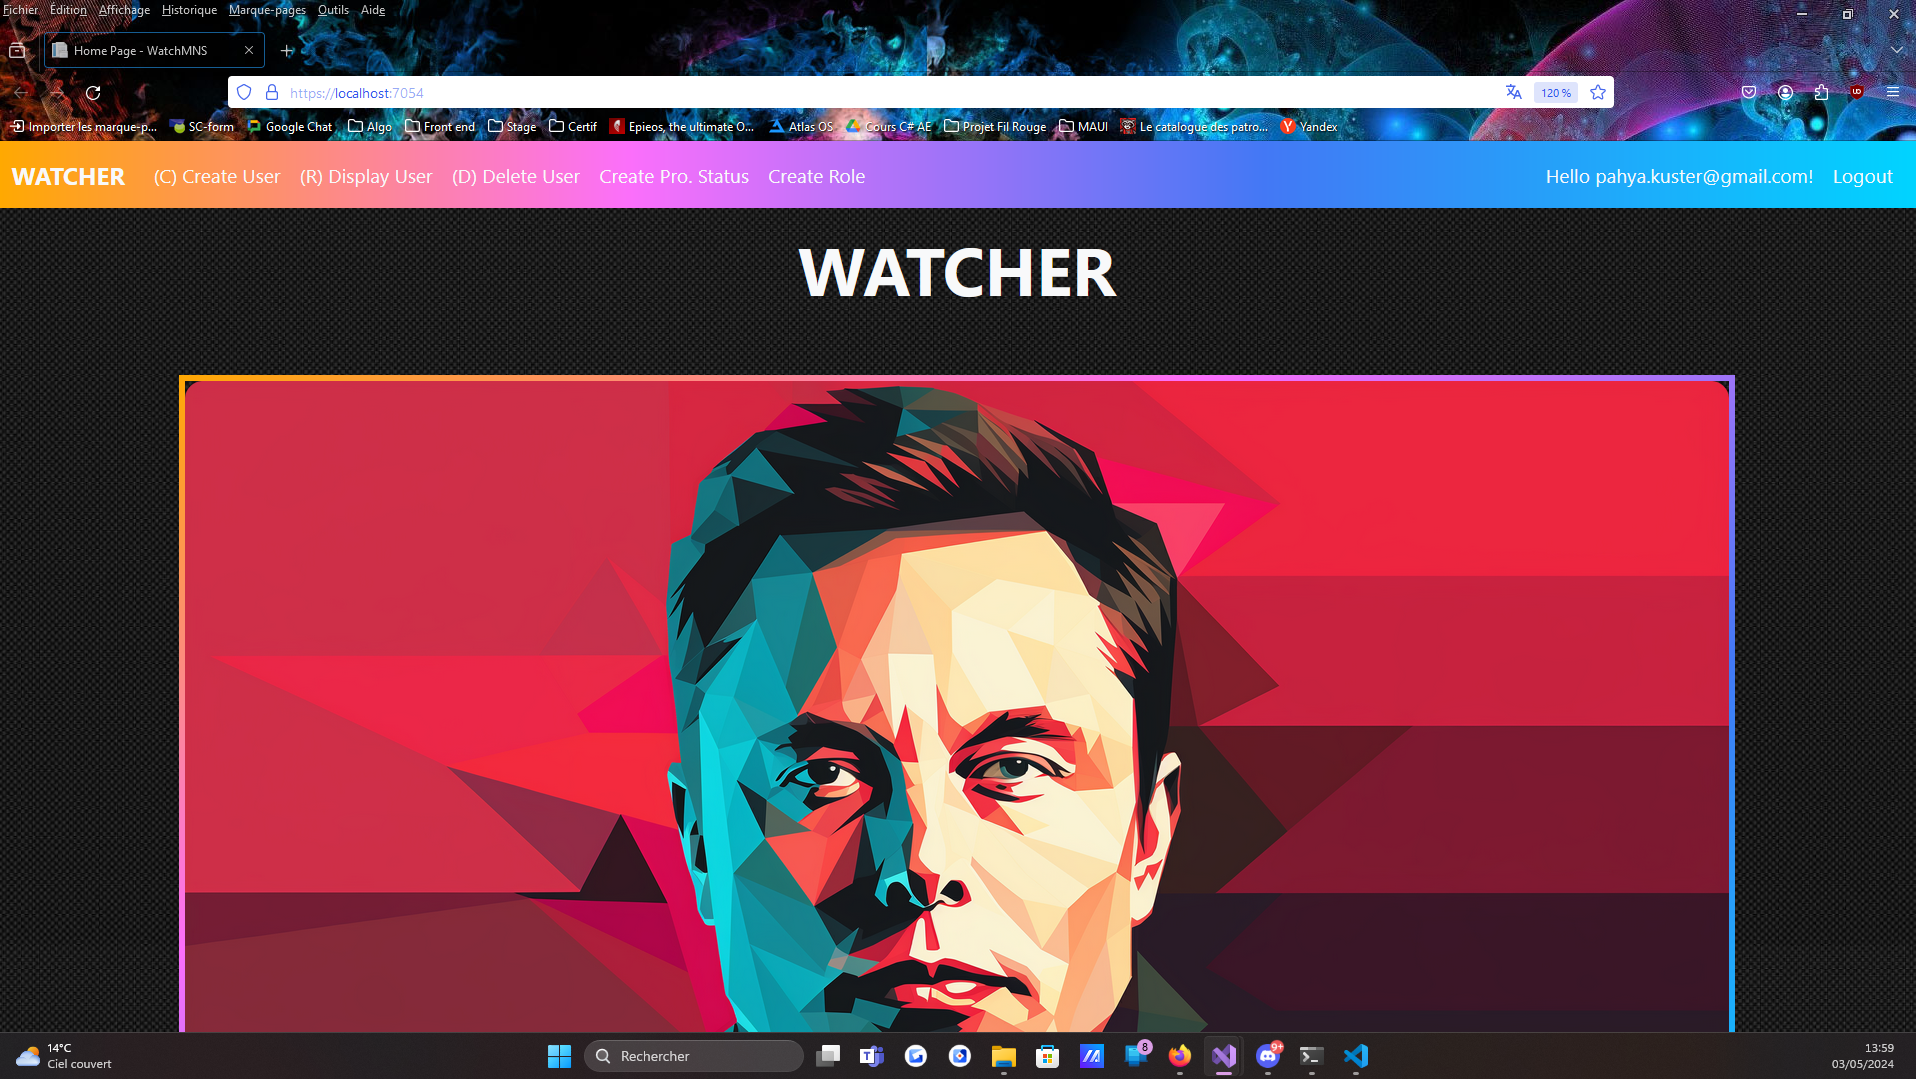 Fichier Édition Affichage Historique Marque-pages Outils Aide
Home Page - WatchMNS
https://localhost:7054
120 %
Importer les marque-p... SC-form Google Chat Algo Front end Stage Certif Epieos, the ultimate O... Atlas OS Cours C# AE Projet Fil Rouge MAUI Le catalogue des patro... Yandex
WATCHER (C) Create User (R) Display User (D) Delete User Create Pro. Status Create Role Hello pahya.kuster@gmail.com! Logout
WATCHER
14°C
Ciel couvert
Rechercher
8
9+
13:59
03/05/2024